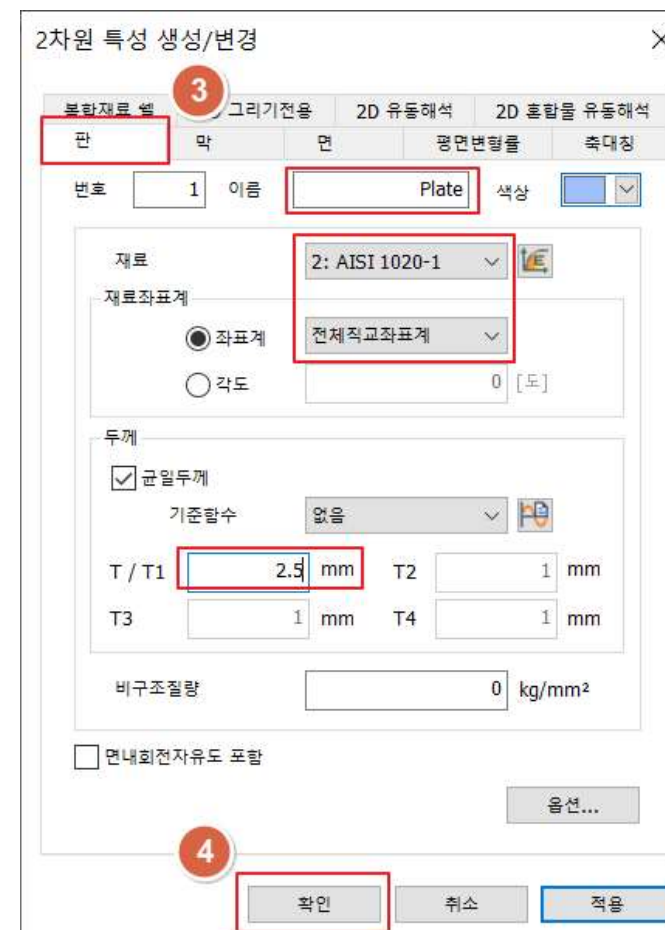 2차원 특성 생성/변경
3
복합재료 쉘 그리기전용 2D 유동해석 2D 혼합물 유동해석
판 막 면 평면변형률 축대칭
번호 1 이름 Plate 색상
재료 2: AISI 1020-1
재료좌표계
좌표계 전체직교좌표계
각도 0 [도]
두께
균일두께
기준함수 없음
T / T1 2.5 mm T2 1 mm
T3 1 mm T4 1 mm
비구조질량 0 kg/mm²
면내회전자유도 포함
옵션...
4
확인 취소 적용